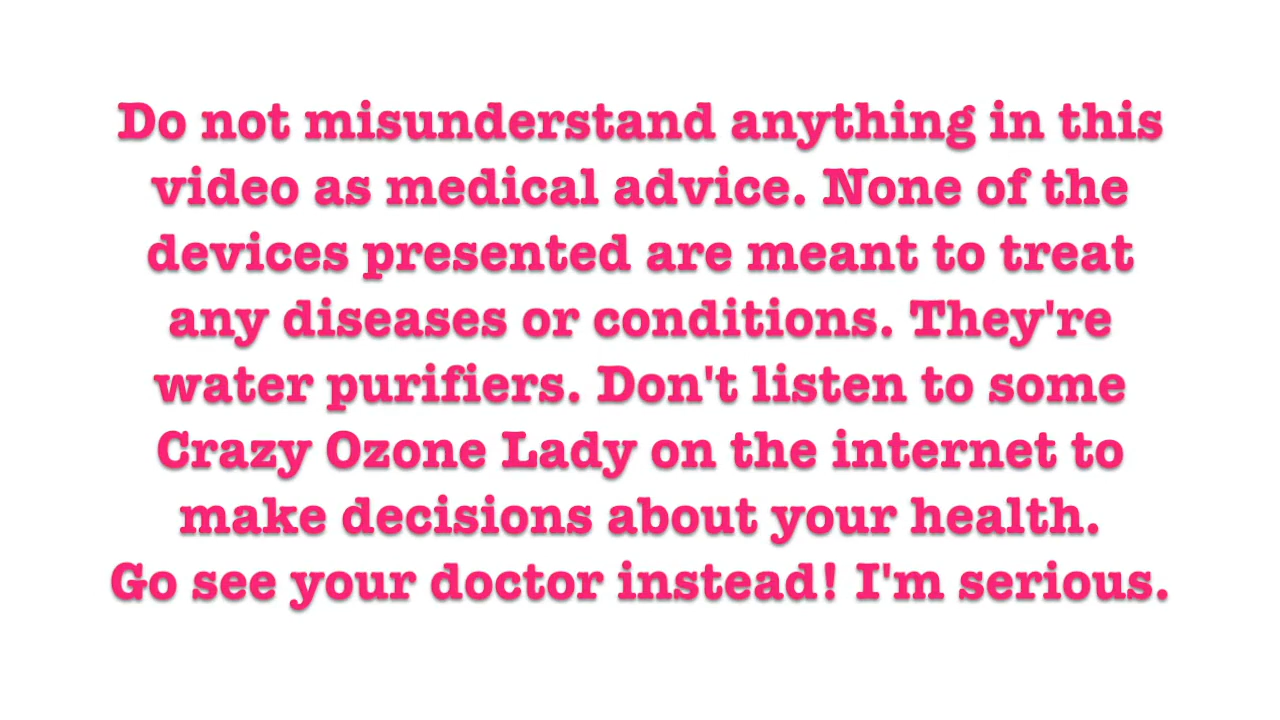 Do not misunderstand anything in this
video as medical advice. None of the
devices presented are meant to treat
any diseases or conditions. They're
water purifiers. Don't listen to some
Crazy Ozone Lady on the internet to
make decisions about your health.
Go see your doctor instead! I'm serious.